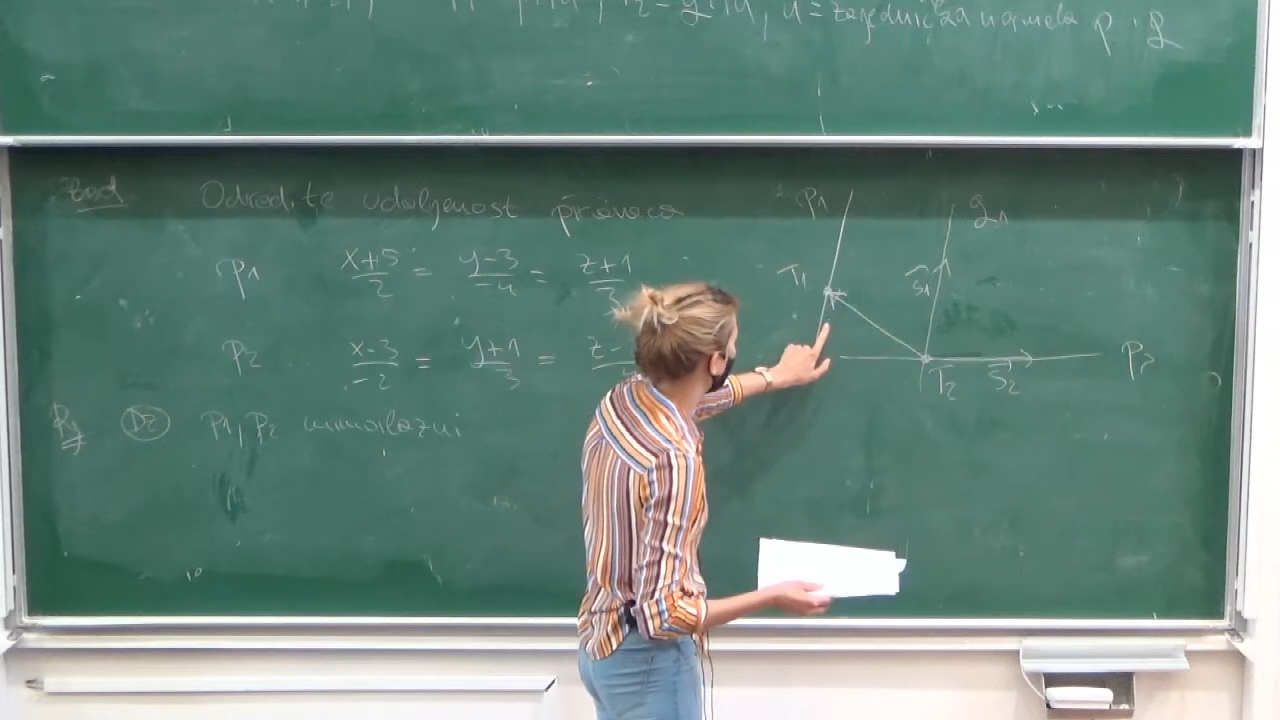 zajednička normala p i q
Zad Odredite udaljenost pravaca
p1 x+5/2 = y-3/-4 = z+1/3
p2 x-3/-2 = y+1/3 = z-
Rj DZ p1, p2 mimoilazni
p1 q1
T1 S1
p2
T2 S2